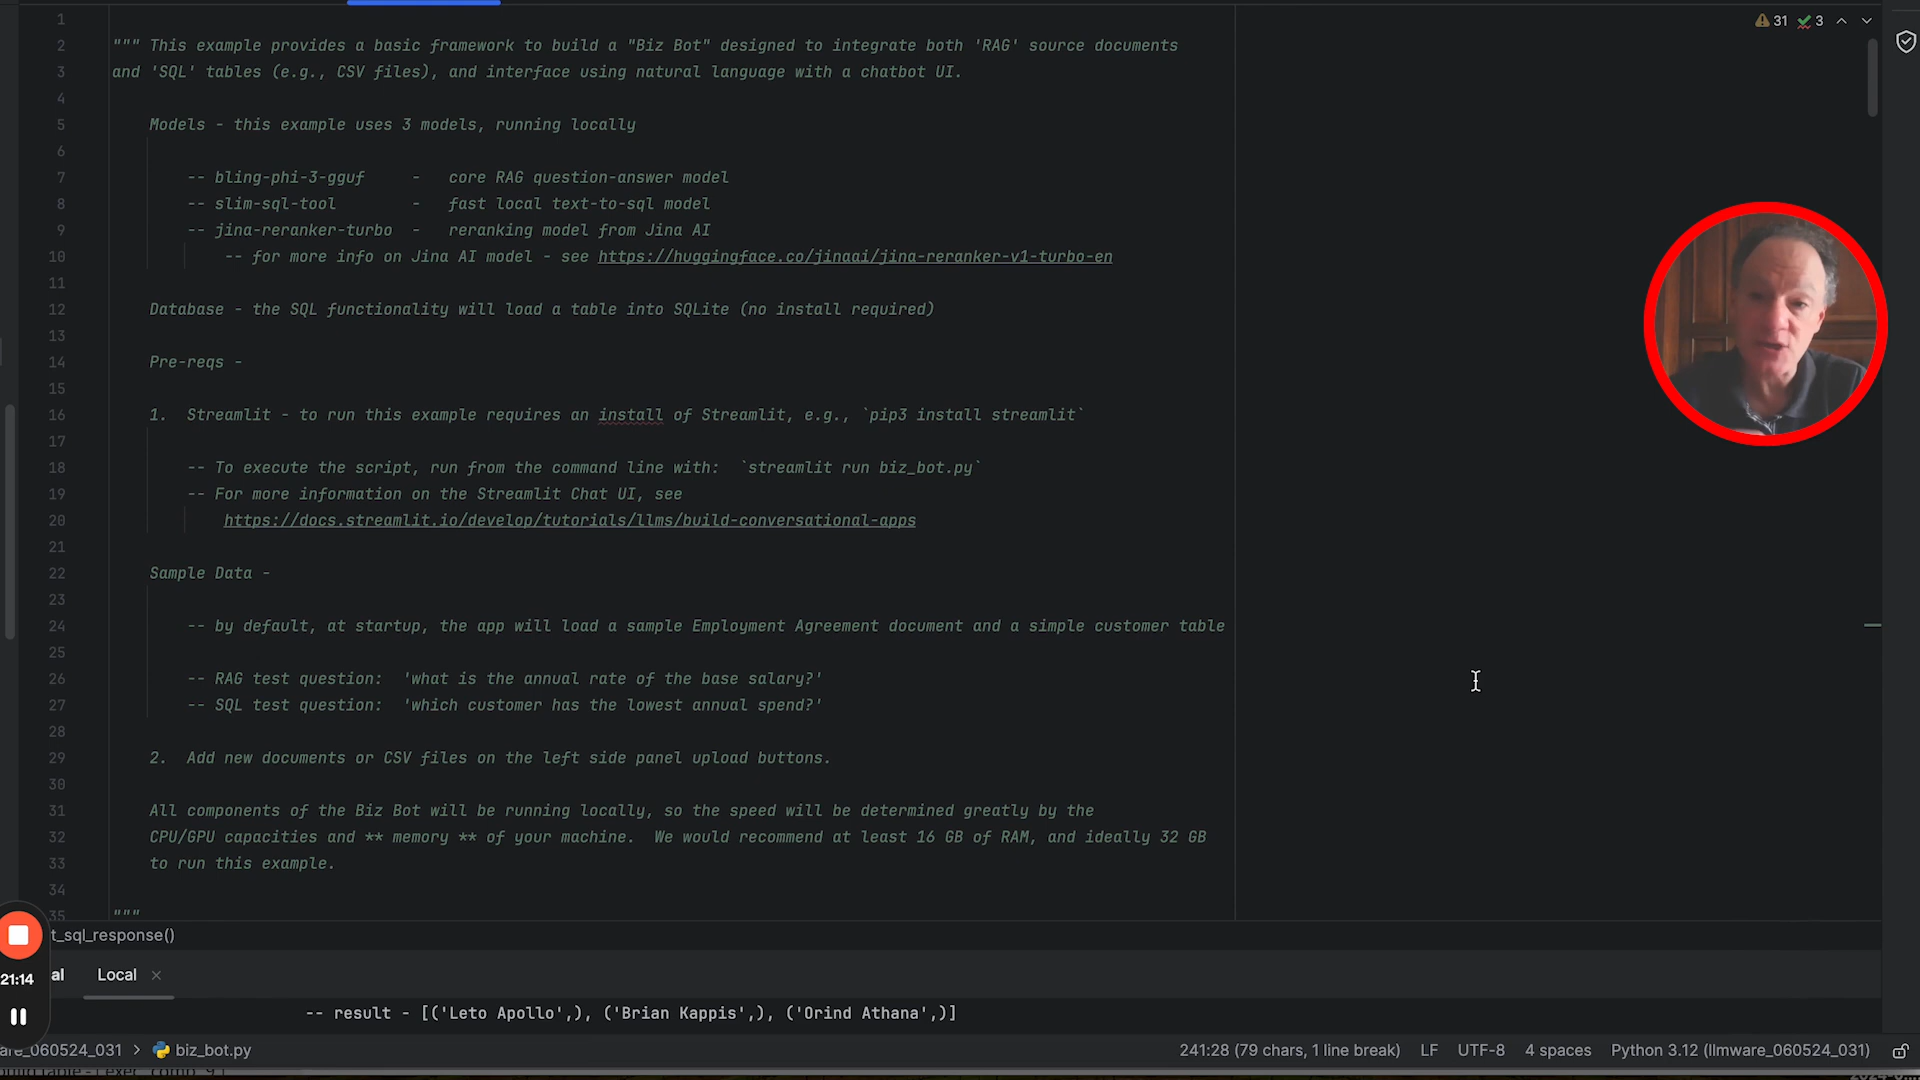 31 3
1
2 """ This example provides a basic framework to build a "Biz Bot" designed to integrate both 'RAG' source documents
3 and 'SQL' tables (e.g., CSV files), and interface using natural language with a chatbot UI.
4
5 Models - this example uses 3 models, running locally
6
7 -- bling-phi-3-gguf - core RAG question-answer model
8 -- slim-sql-tool - fast local text-to-sql model
9 -- jina-reranker-turbo - reranking model from Jina AI
10 -- for more info on Jina AI model - see https://huggingface.co/jinaai/jina-reranker-v1-turbo-en
11
12 Database - the SQL functionality will load a table into SQLite (no install required)
13
14 Pre-reqs -
15
16 1. Streamlit - to run this example requires an install of Streamlit, e.g., `pip3 install streamlit`
17
18 -- To execute the script, run from the command line with: `streamlit run biz_bot.py`
19 -- For more information on the Streamlit Chat UI, see
20 https://docs.streamlit.io/develop/tutorials/llms/build-conversational-apps
21
22 Sample Data -
23
24 -- by default, at startup, the app will load a sample Employment Agreement document and a simple customer table
25
26 -- RAG test question: 'what is the annual rate of the base salary?'
27 -- SQL test question: 'which customer has the lowest annual spend?'
28
29 2. Add new documents or CSV files on the left side panel upload buttons.
30
31 All components of the Biz Bot will be running locally, so the speed will be determined greatly by the
32 CPU/GPU capacities and ** memory ** of your machine. We would recommend at least 16 GB of RAM, and ideally 32 GB
33 to run this example.
34
35 """
t_sql_response()
21:14 al Local ×
-- result - [('Leto Apollo',), ('Brian Kappis',), ('Orind Athana',)]
are_060524_031 > biz_bot.py 241:28 (79 chars, 1 line break) LF UTF-8 4 spaces Python 3.12 (llmware_060524_031)